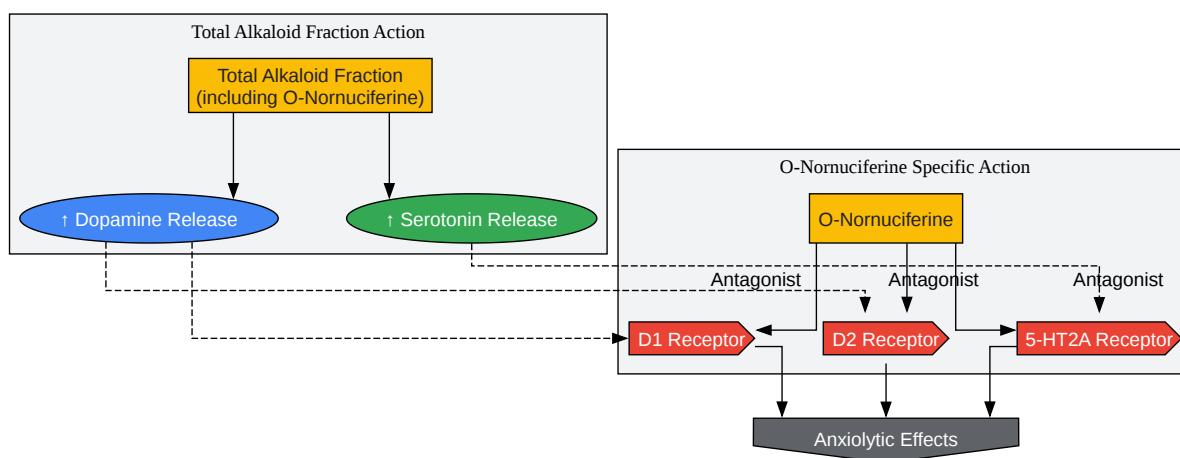 Total Alkaloid Fraction Action
Total Alkaloid Fraction
(including O-Nornuciferine)
↑ Dopamine Release
↑ Serotonin Release
O-Nornuciferine Specific Action
O-Nornuciferine
Antagonist
Antagonist
Antagonist
D1 Receptor
D2 Receptor
5-HT2A Receptor
Anxiolytic Effects